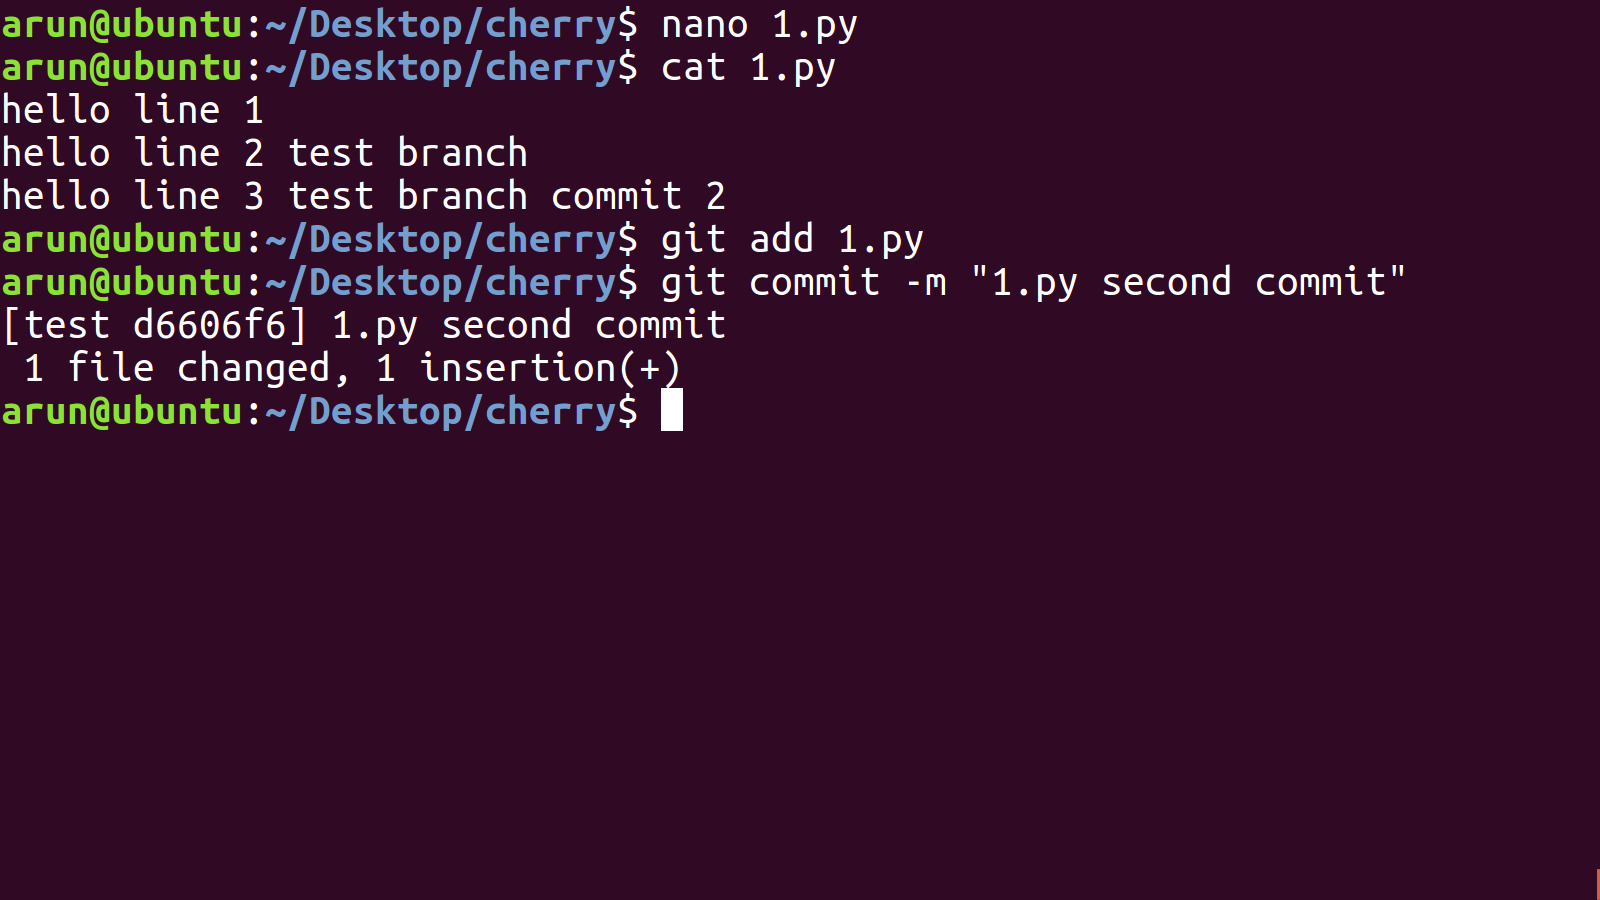 arun@ubuntu:~/Desktop/cherry$ nano 1.py
arun@ubuntu:~/Desktop/cherry$ cat 1.py
hello line 1
hello line 2 test branch
hello line 3 test branch commit 2
arun@ubuntu:~/Desktop/cherry$ git add 1.py
arun@ubuntu:~/Desktop/cherry$ git commit -m "1.py second commit"
[test d6606f6] 1.py second commit
 1 file changed, 1 insertion(+)
arun@ubuntu:~/Desktop/cherry$